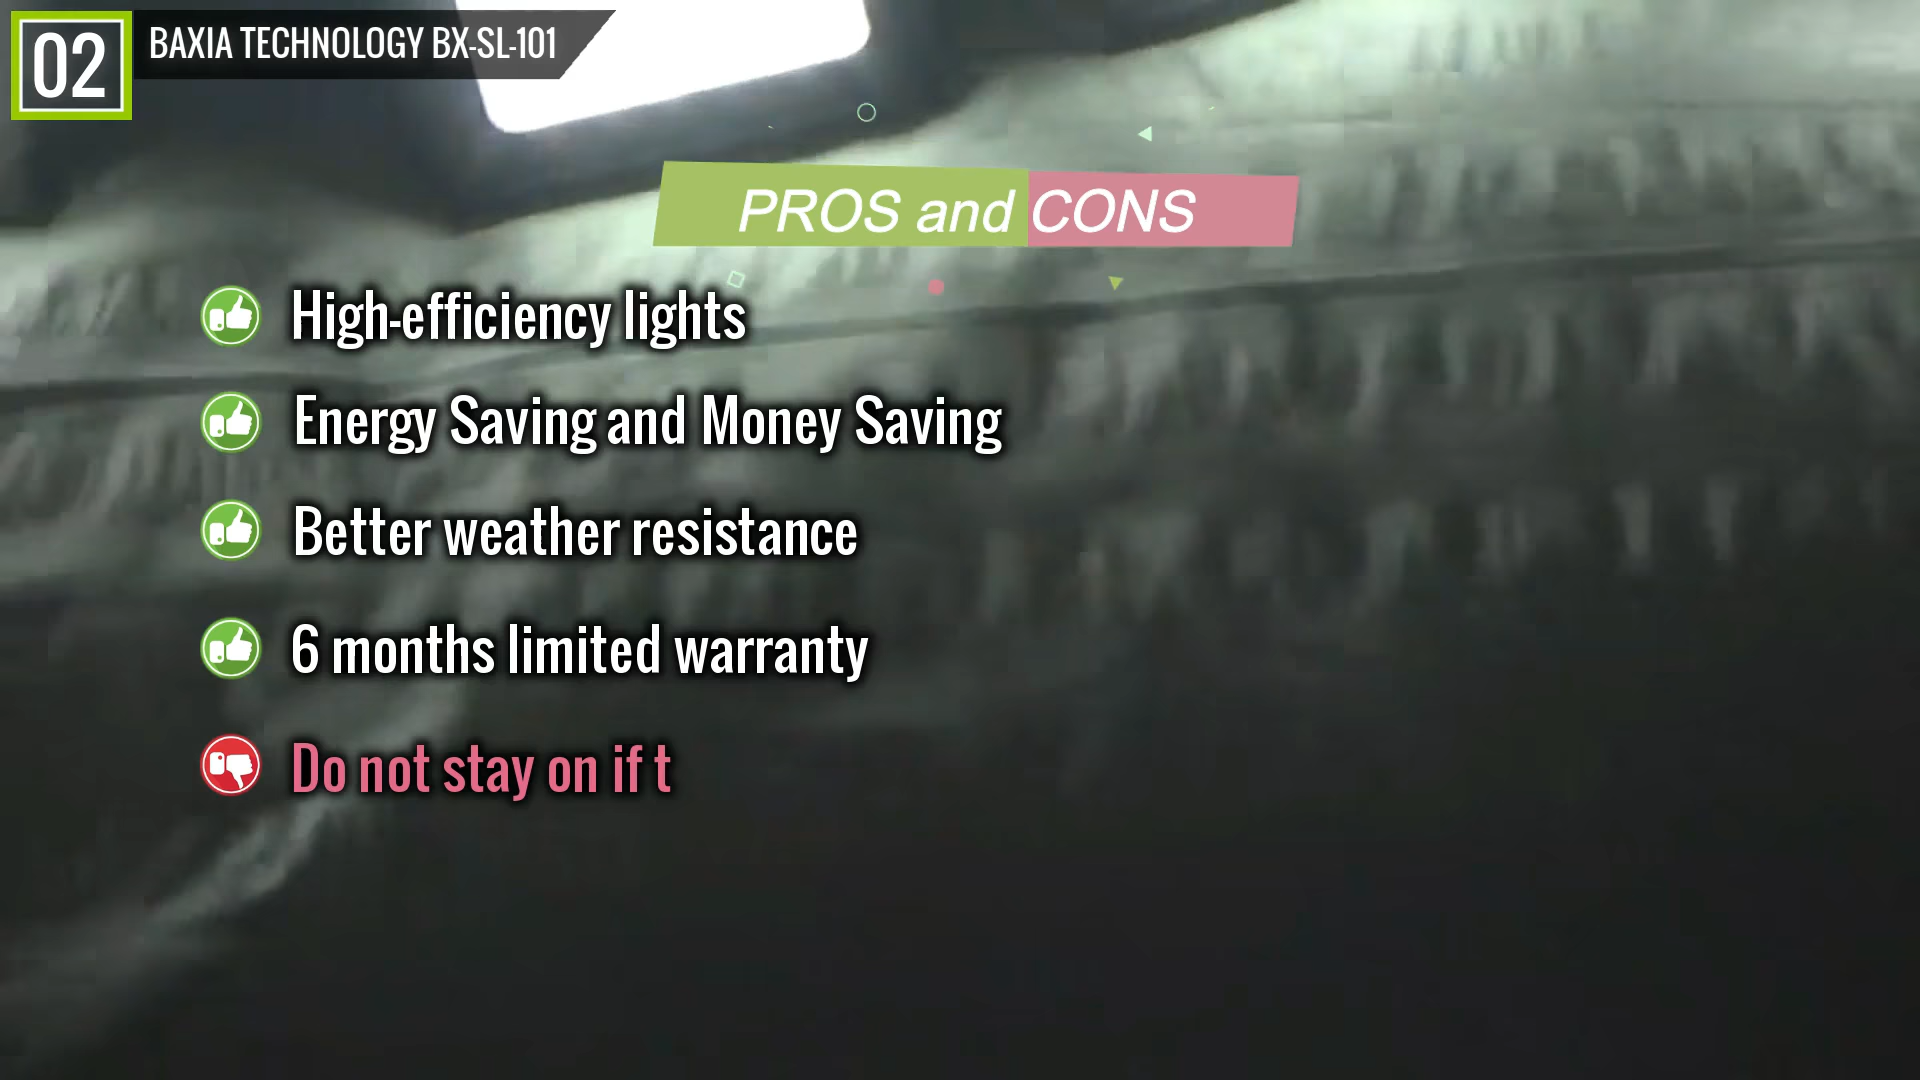 02
BAXIA TECHNOLOGY BX-SL-101
PROS and CONS
High-efficiency lights
Energy Saving and Money Saving
Better weather resistance
6 months limited warranty
Do not stay on if t